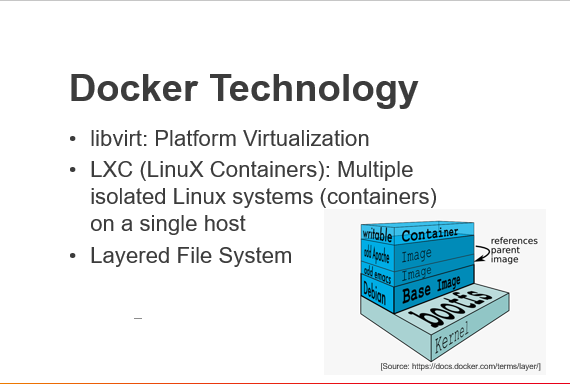 Docker Technology
• libvirt: Platform Virtualization
• LXC (LinuX Containers): Multiple
isolated Linux systems (containers)
on a single host
• Layered File System
–
writable Container
add Apache Image
add emacs Image
Debian Base Image
references
parent
image
bootfs
Kernel
[Source: https://docs.docker.com/terms/layer/]